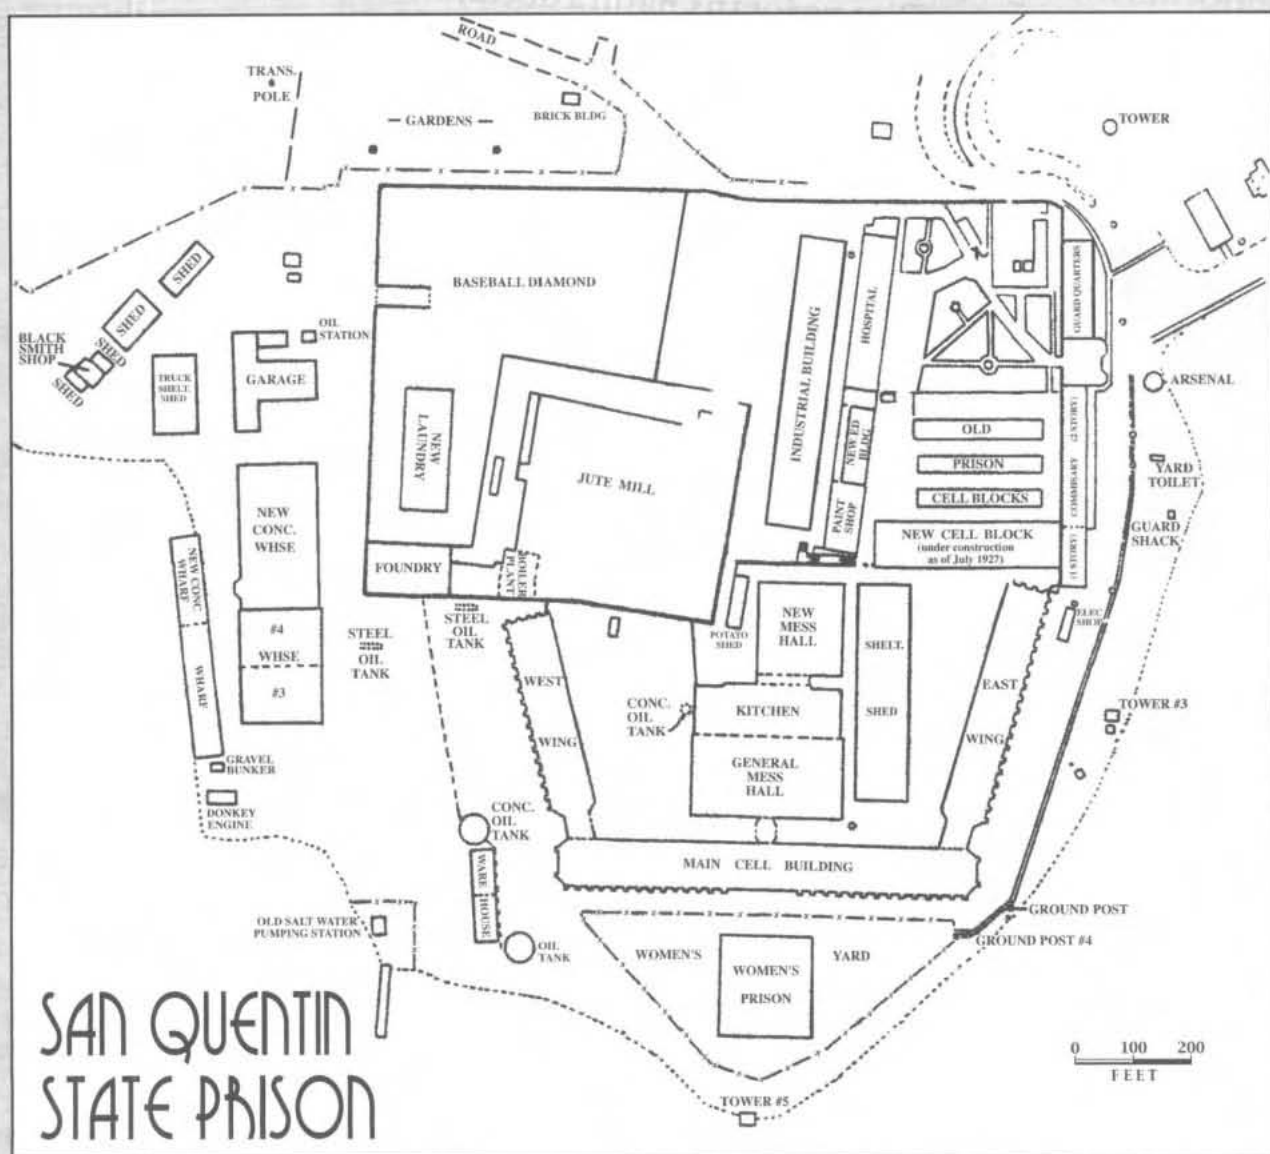 ROAD
TRANS.
POLE
GARDENS
BRICK BLDG
TOWER
SHED
SHED
BLACK
SMITH
SHOP
SHED
SHED
TRUCK
SHELT.
SHED
OIL
STATION
GARAGE
BASEBALL DIAMOND
NEW
LAUNDRY
JUTE MILL
INDUSTRIAL BUILDING
HOSPITAL
NEW ED
BLDG.
PAINT
SHOP
GUARD QUARTERS
ARSENAL
OLD
PRISON
CELL BLOCKS
NEW CELL BLOCK
(under construction
as of July 1927)
(2 STORY)
COMMISARY
(1 STORY)
YARD
TOILET
GUARD
SHACK
NEW
CONC.
WHSE
NEW CONC
WHARF
WHARF
#4
WHSE
#3
FOUNDRY
BOILER
PLANT
STEEL
OIL
TANK
STEEL
OIL
TANK
POTATO
SHED
NEW
MESS
HALL
SHELT.
SHED
ELEC
SHOP
WEST
WING
EAST
WING
CONC.
OIL
TANK
KITCHEN
GENERAL
MESS
HALL
TOWER #3
GRAVEL
BUNKER
DONKEY
ENGINE
CONC.
OIL
TANK
WARE
HOUSE
MAIN CELL BUILDING
OLD SALT WATER
PUMPING STATION
OIL
TANK
GROUND POST
GROUND POST #4
WOMEN'S YARD
WOMEN'S
PRISON
TOWER #5
SAN QUENTIN
STATE PRISON
0 100 200
FEET